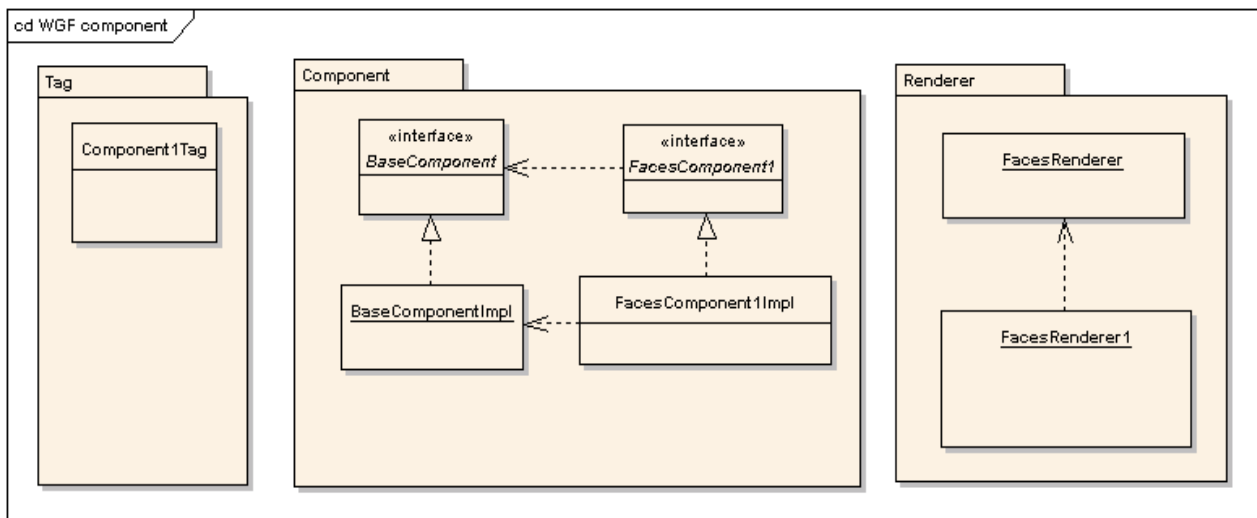 cd WGF component
Tag
Component1Tag
Component
«interface»
BaseComponent
«interface»
FacesComponent1
BaseComponentImpl
FacesComponent1Impl
Renderer
FacesRenderer
FacesRenderer1